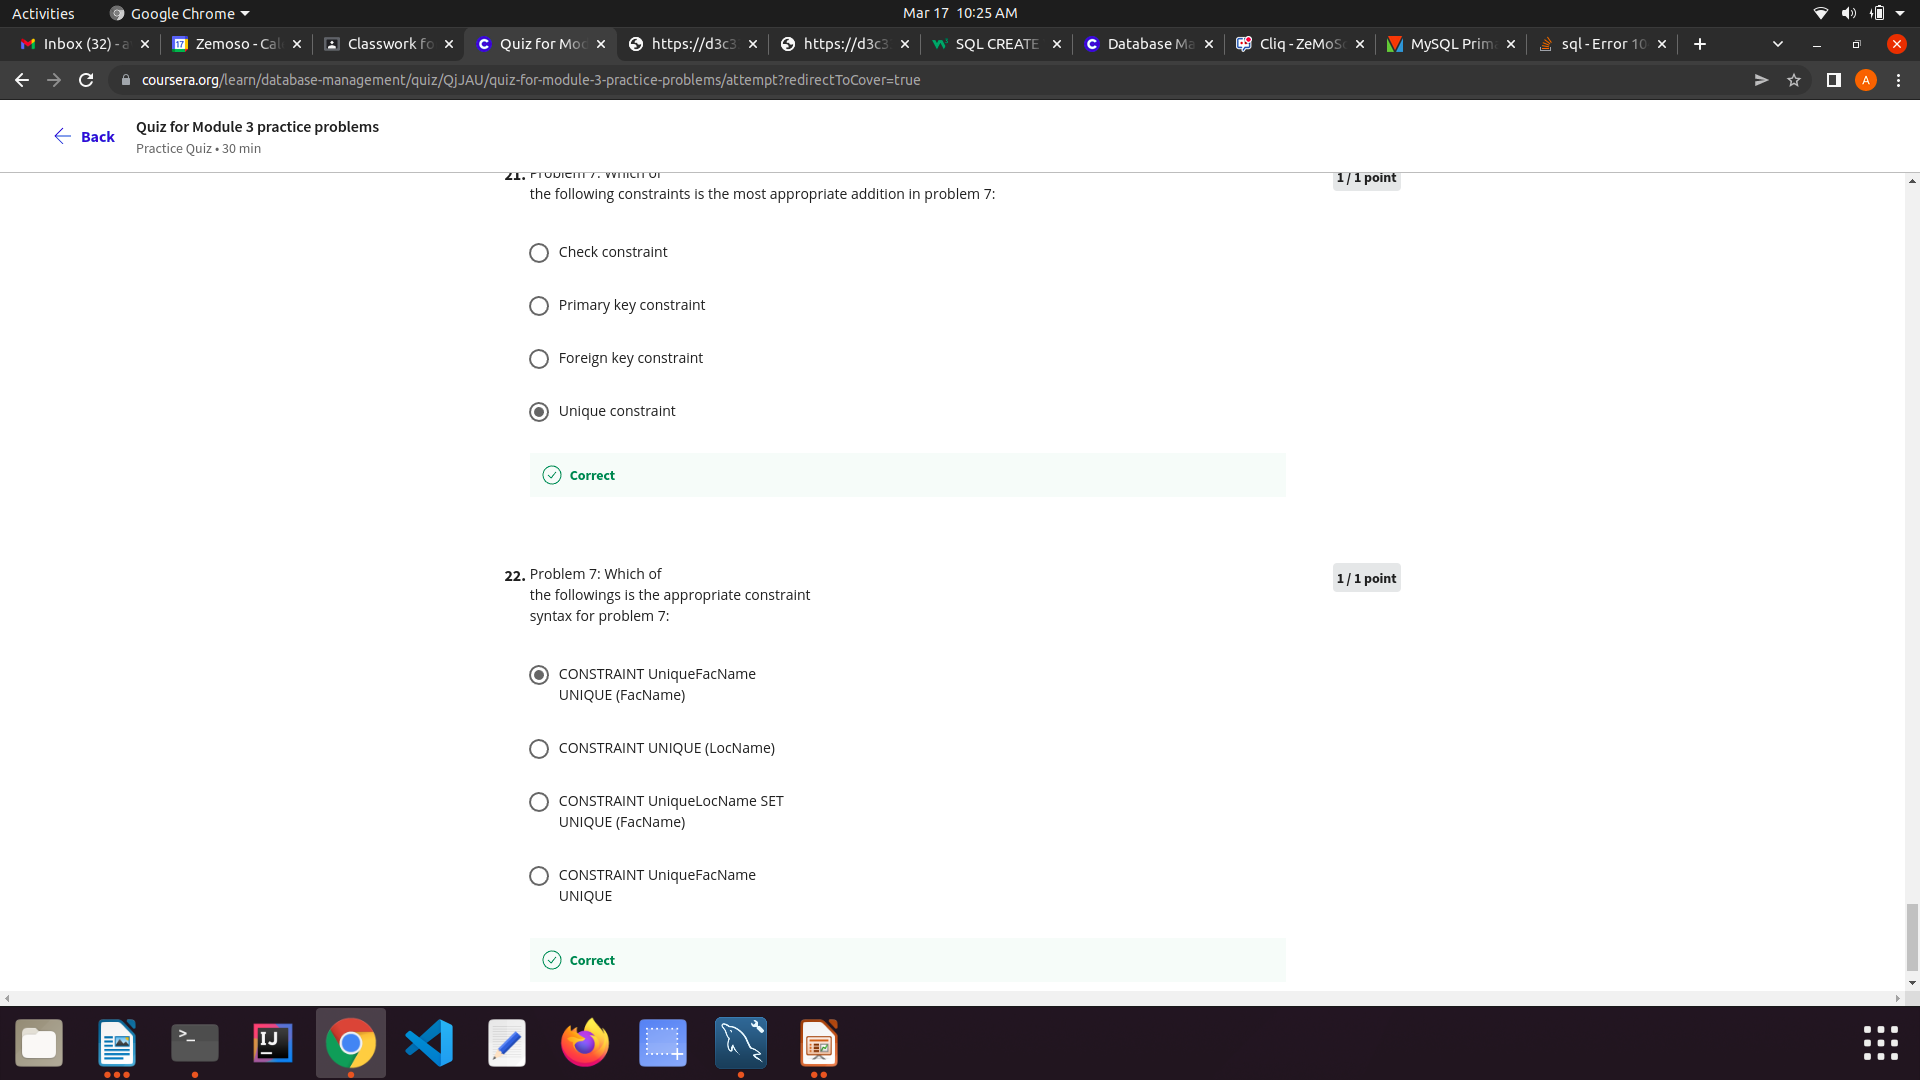 Activities
Google Chrome
Mar 17 10:25 AM
Inbox (32) - a
Zemoso - Cal
Classwork fo
Quiz for Mod
https://d3c3
https://d3c3
SQL CREATE
Database Ma
Cliq - ZeMoSo
MySQL Prima
sql - Error 10
coursera.org/learn/database-management/quiz/QjJAU/quiz-for-module-3-practice-problems/attempt?redirectToCover=true
A
Back
Quiz for Module 3 practice problems
Practice Quiz • 30 min
21. Problem 7: Which of
the following constraints is the most appropriate addition in problem 7:
1 / 1 point
Check constraint
Primary key constraint
Foreign key constraint
Unique constraint
Correct
22. Problem 7: Which of
the followings is the appropriate constraint
syntax for problem 7:
1 / 1 point
CONSTRAINT UniqueFacName
UNIQUE (FacName)
CONSTRAINT UNIQUE (LocName)
CONSTRAINT UniqueLocName SET
UNIQUE (FacName)
CONSTRAINT UniqueFacName
UNIQUE
Correct
IJ